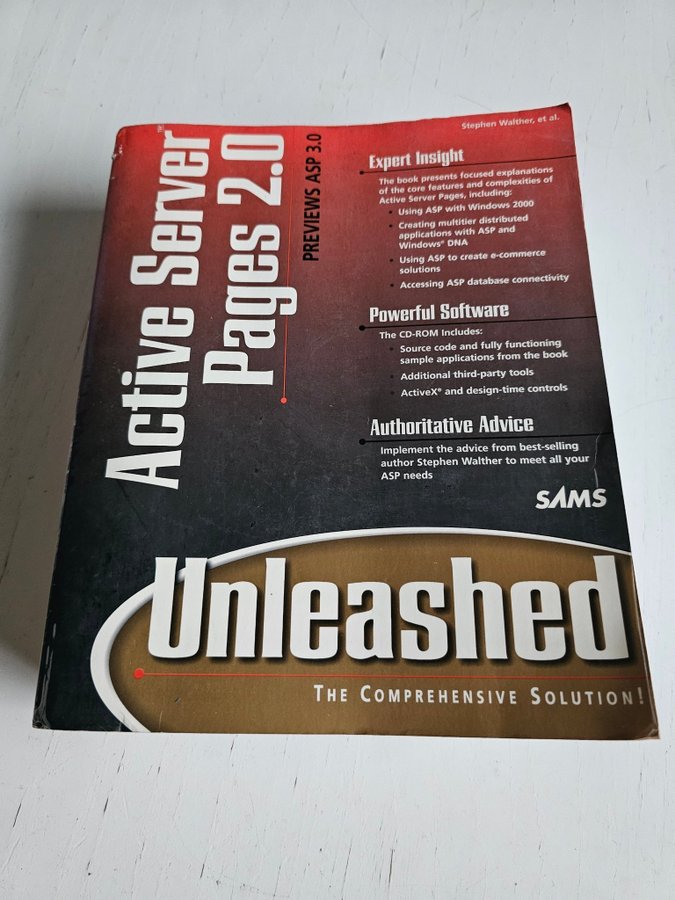 Active Server™
Pages 2.0
PREVIEWS ASP 3.0
Stephen Walther, et al.
Expert Insight
The book presents focused explanations
of the core features and complexities of
Active Server Pages, including:
• Using ASP with Windows 2000
• Creating multitier distributed
applications with ASP and
Windows® DNA
• Using ASP to create e-commerce
solutions
• Accessing ASP database connectivity
Powerful Software
The CD-ROM Includes:
• Source code and fully functioning
sample applications from the book
• Additional third-party tools
• ActiveX® and design-time controls
Authoritative Advice
Implement the advice from best-selling
author Stephen Walther to meet all your
ASP needs
SAMS
Unleashed
THE COMPREHENSIVE SOLUTION!